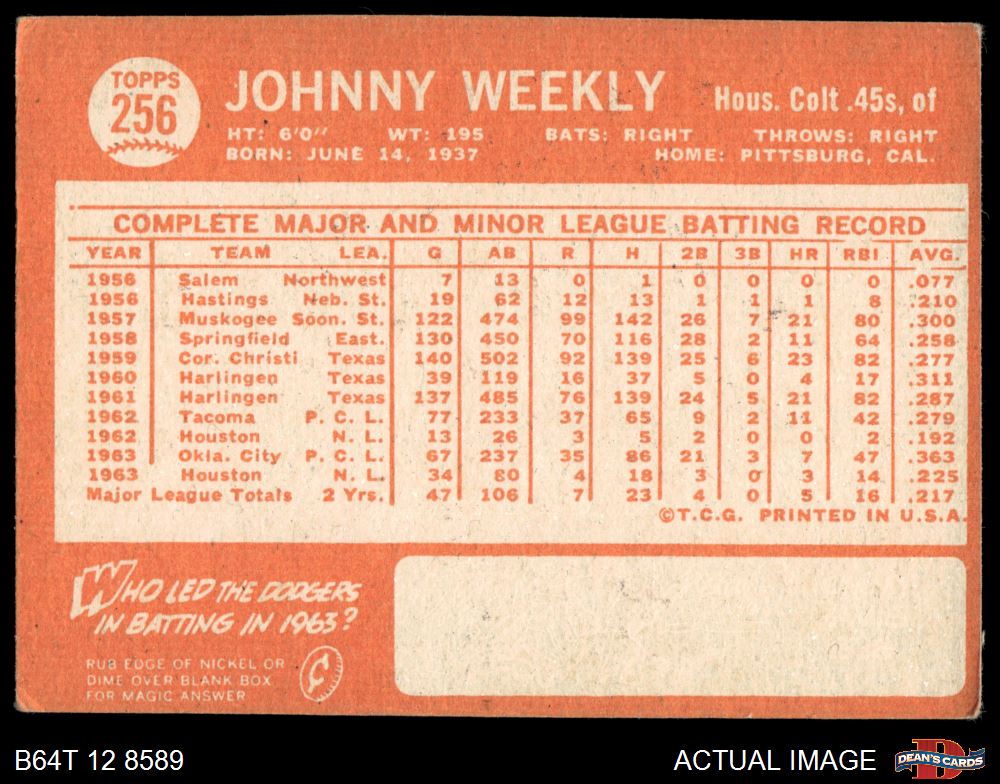 TOPPS
256
JOHNNY WEEKLY Hous. Colt .45s, of
HT: 6'0" WT: 195 BATS: RIGHT THROWS: RIGHT
BORN: JUNE 14, 1937 HOME: PITTSBURG, CAL.
COMPLETE MAJOR AND MINOR LEAGUE BATTING RECORD
YEAR TEAM LEA. G AB R H 2B 3B HR RBI AVG.
1956 Salem Northwest 7 13 0 1 0 0 0 0 .077
1956 Hastings Neb. St. 19 62 12 13 1 1 1 8 .210
1957 Muskogee Soon. St. 122 474 99 142 26 7 21 80 .300
1958 Springfield East. 130 450 70 116 28 2 11 64 .258
1959 Cor. Christi Texas 140 502 92 139 25 6 23 82 .277
1960 Harlingen Texas 39 119 16 37 5 0 4 17 .311
1961 Harlingen Texas 137 485 76 139 24 5 21 82 .287
1962 Tacoma P. C. L. 77 233 37 65 9 2 11 42 .279
1962 Houston N. L. 13 26 3 5 2 0 0 2 .192
1963 Okla. City P. C. L. 67 237 35 86 21 3 7 47 .363
1963 Houston N. L. 34 80 4 18 3 0 3 14 .225
Major League Totals 2 Yrs. 47 106 7 23 4 0 5 16 .217
©T.C.G. PRINTED IN U.S.A.
WHO LED THE DODGERS
IN BATTING IN 1963?
RUB EDGE OF NICKEL OR
DIME OVER BLANK BOX
FOR MAGIC ANSWER
B64T 12 8589 ACTUAL IMAGE DEAN'S CARDS